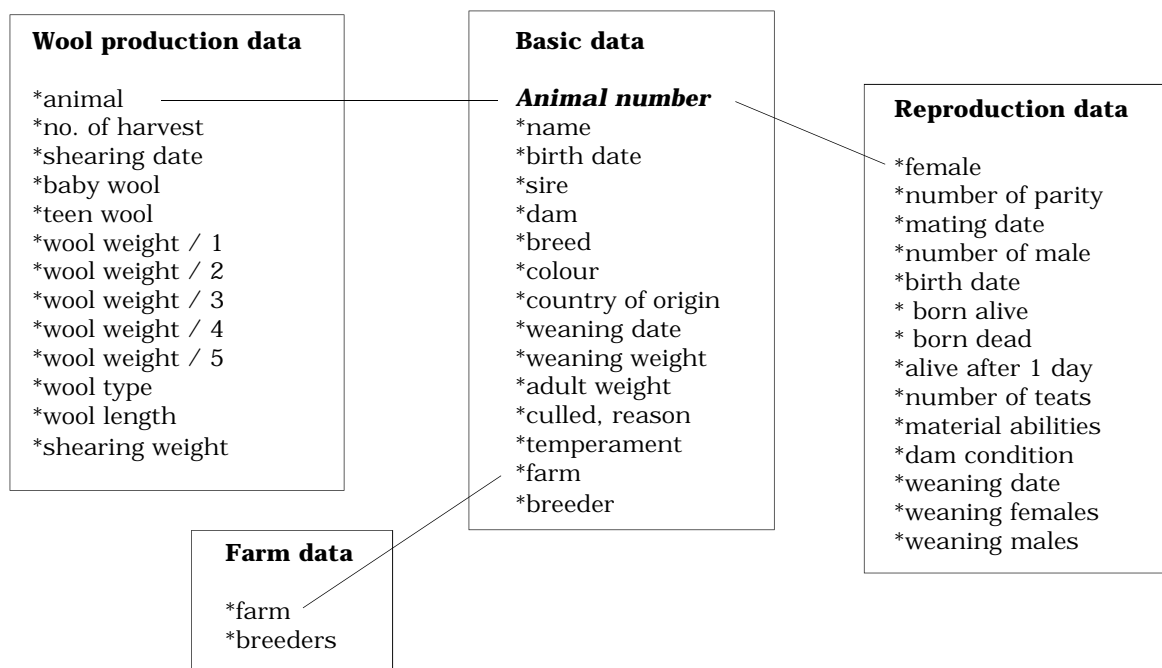 Wool production data
*animal
*no. of harvest
*shearing date
*baby wool
*teen wool
*wool weight / 1
*wool weight / 2
*wool weight / 3
*wool weight / 4
*wool weight / 5
*wool type
*wool length
*shearing weight
Basic data
Animal number
*name
*birth date
*sire
*dam
*breed
*colour
*country of origin
*weaning date
*weaning weight
*adult weight
*culled, reason
*temperament
*farm
*breeder
Reproduction data
*female
*number of parity
*mating date
*number of male
*birth date
* born alive
* born dead
*alive after 1 day
*number of teats
*material abilities
*dam condition
*weaning date
*weaning females
*weaning males
Farm data
*farm
*breeders